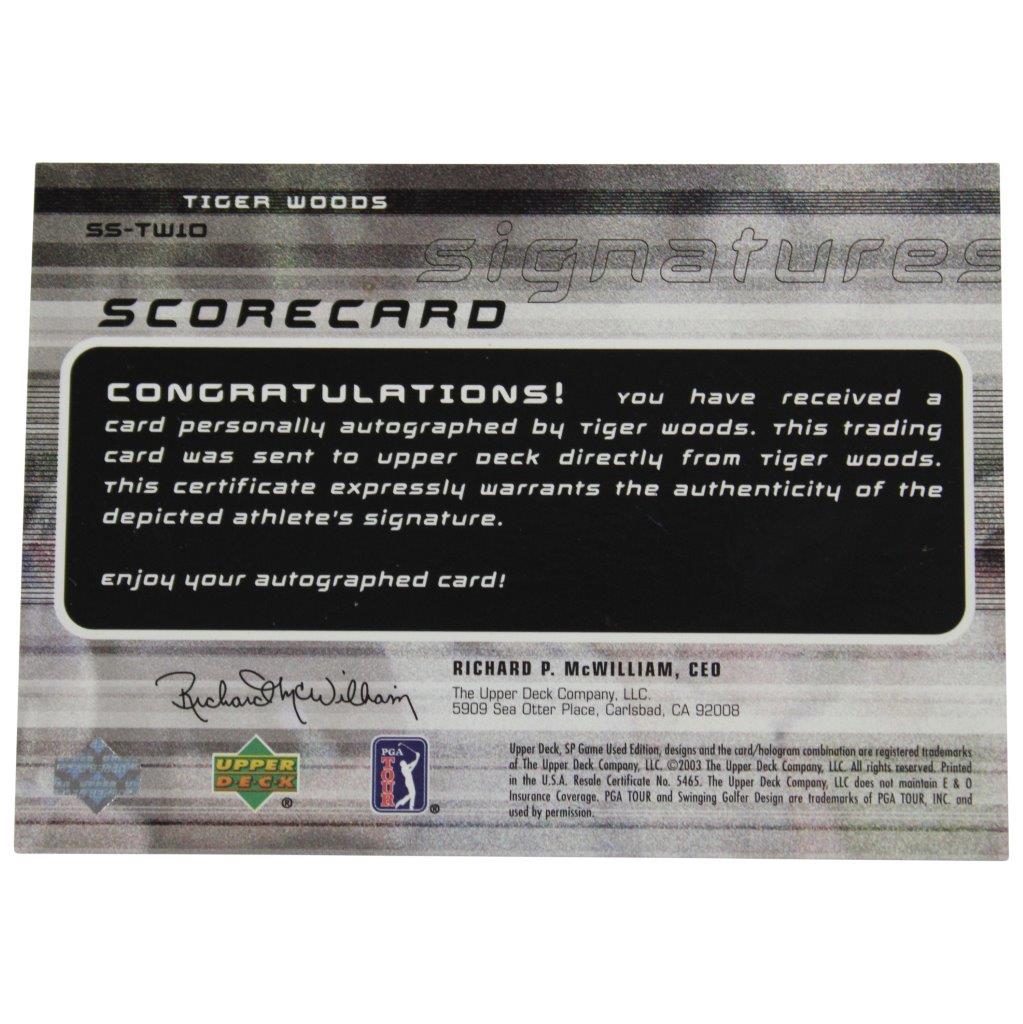 TIGER WOODS
SS-TW10
signatures
SCORECARD
CONGRATULATIONS! You have received a
card personally autographed by Tiger Woods. This trading
card was sent to Upper Deck directly from Tiger Woods.
This certificate expressly warrants the authenticity of the
depicted athlete's signature.
Enjoy your autographed card!
Richard McWilliam
RICHARD P. McWILLIAM, CEO
The Upper Deck Company, LLC.
5909 Sea Otter Place, Carlsbad, CA 92008
UPPER
DECK
®
PGA
TOUR
®
Upper Deck, SP Game Used Edition, designs and the card/hologram combination are registered trademarks
of The Upper Deck Company, LLC. ©2003 The Upper Deck Company, LLC. All rights reserved. Printed
in the U.S.A. Resale Certificate No. 5465. The Upper Deck Company, LLC does not maintain E & O
Insurance Coverage. PGA TOUR and Swinging Golfer Design are trademarks of PGA TOUR, INC. and
used by permission.